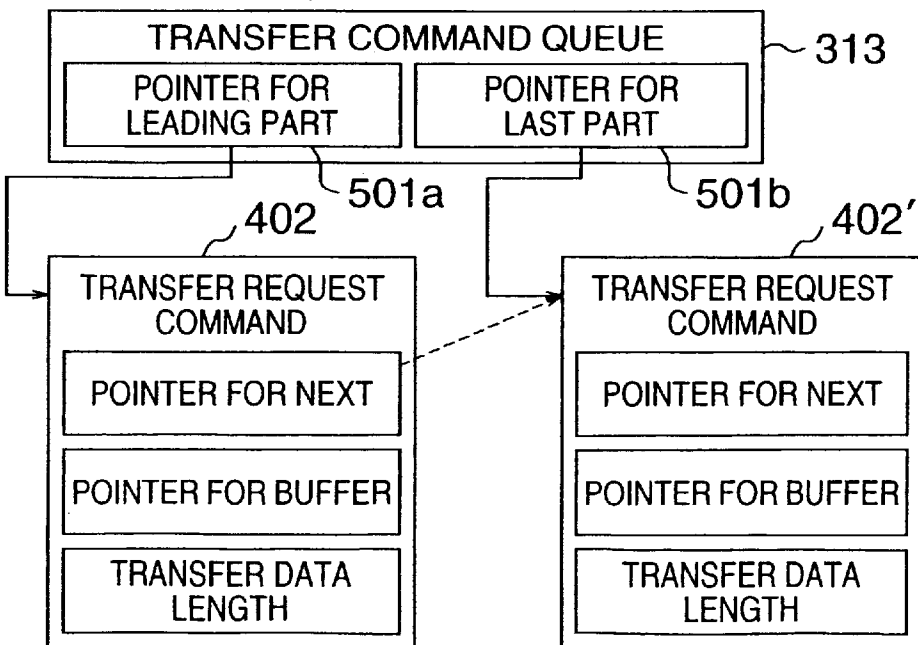 TRANSFER COMMAND QUEUE
313
POINTER FOR
LEADING PART
POINTER FOR
LAST PART
501a
501b
402
402′
TRANSFER REQUEST
COMMAND
POINTER FOR NEXT
POINTER FOR BUFFER
TRANSFER DATA
LENGTH
TRANSFER REQUEST
COMMAND
POINTER FOR NEXT
POINTER FOR BUFFER
TRANSFER DATA
LENGTH